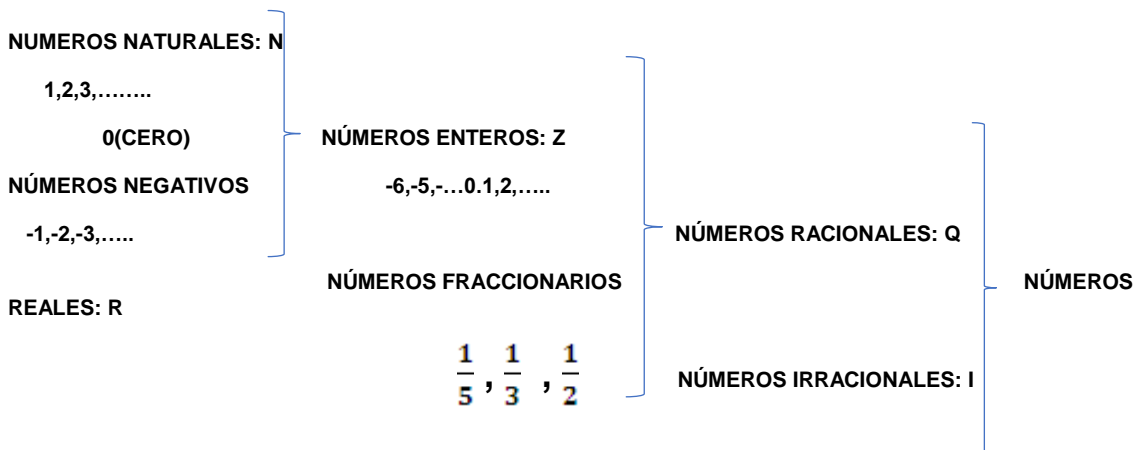 NUMEROS NATURALES: N
1,2,3,……..
0(CERO)
NÚMEROS ENTEROS: Z
NÚMEROS NEGATIVOS
-6,-5,-…0.1,2,…..
-1,-2,-3,…..
NÚMEROS RACIONALES: Q
NÚMEROS FRACCIONARIOS
NÚMEROS
REALES: R
1/5 , 1/3 , 1/2
NÚMEROS IRRACIONALES: I